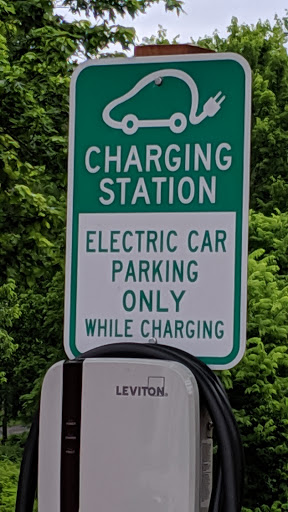 CHARGING
STATION
ELECTRIC CAR
PARKING
ONLY
WHILE CHARGING
LEVITON